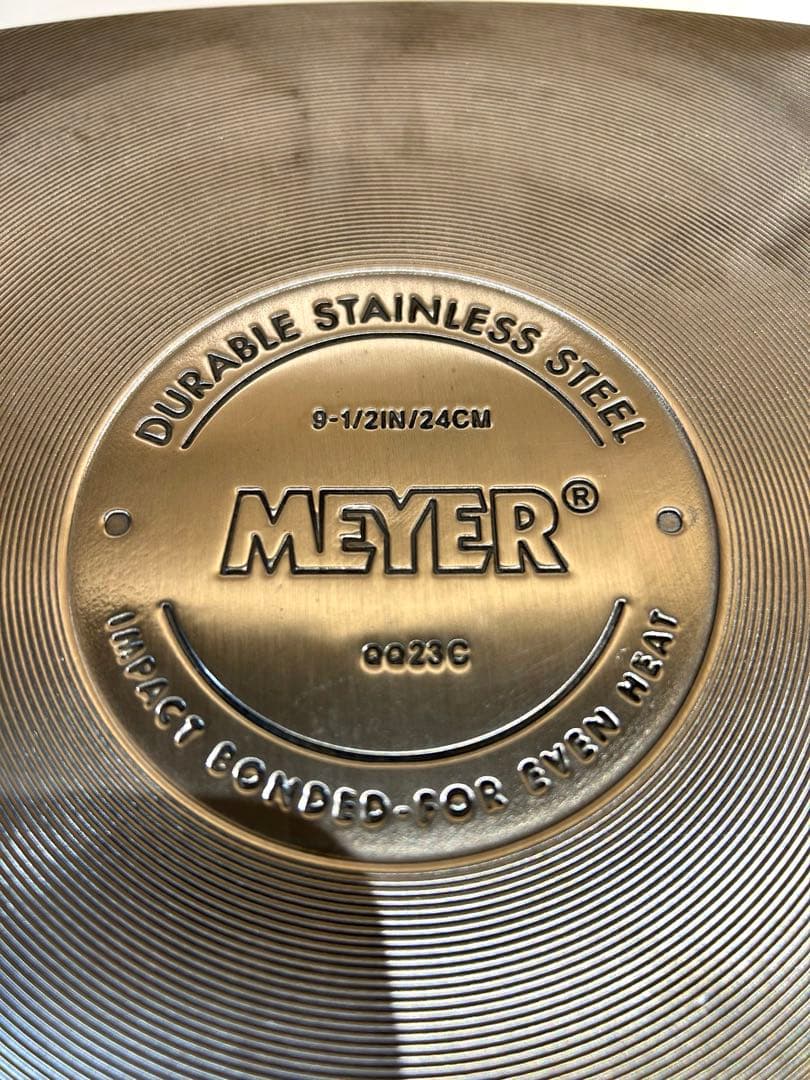 DURABLE STAINLESS STEEL
9-1/2IN/24CM
MEYER®
QQ23C
IMPACT BONDED-FOR EVEN HEAT